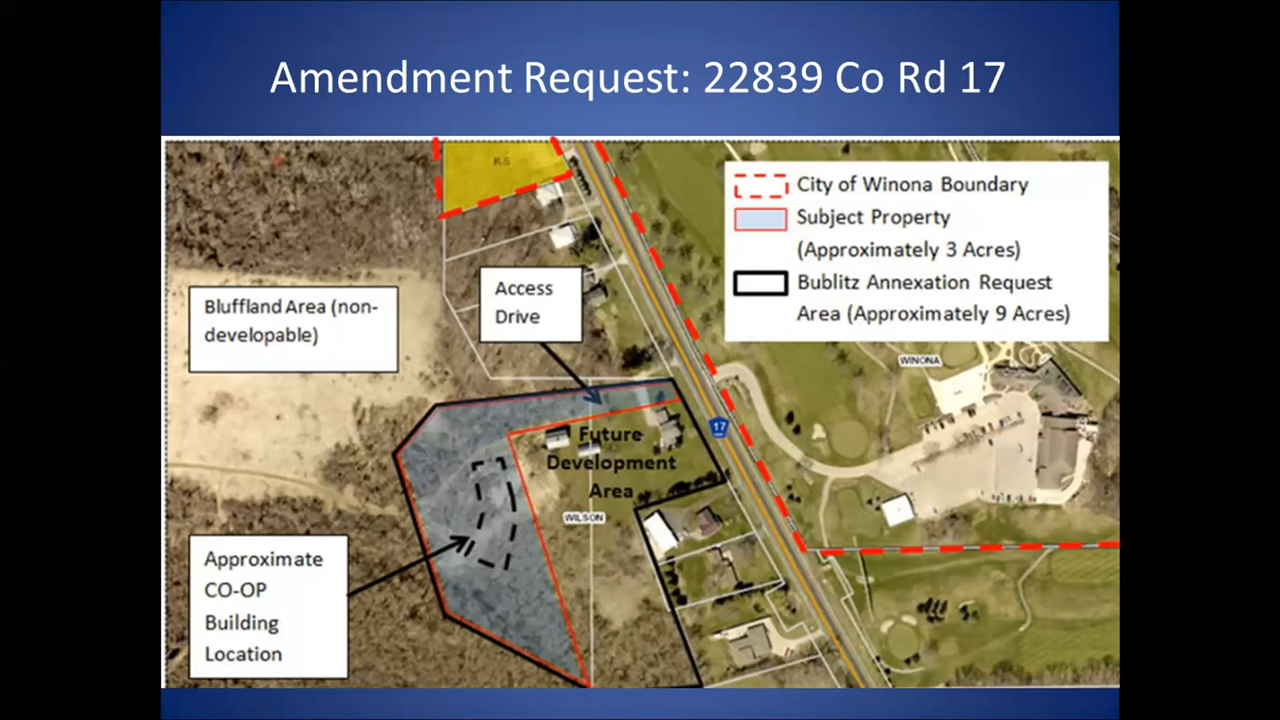 Amendment Request: 22839 Co Rd 17
R-S
City of Winona Boundary
Subject Property
(Approximately 3 Acres)
Bublitz Annexation Request
Area (Approximately 9 Acres)
Access
Drive
Bluffland Area (non-
developable)
WINONA
17
Future
Development
Area
WILSON
Approximate
CO-OP
Building
Location